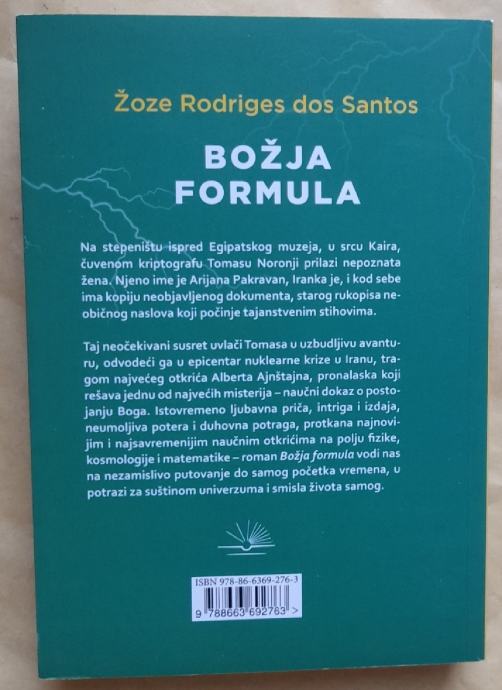 Žoze Rodriges dos Santos
BOŽJA
FORMULA
Na stepeništu ispred Egipatskog muzeja, u srcu Kaira,
čuvenom kriptografu Tomasu Noronji prilazi nepoznata
žena. Njeno ime je Arijana Pakravan, Iranka je, i kod sebe
ima kopiju neobjavljenog dokumenta, starog rukopisa ne-
običnog naslova koji počinje tajanstvenim stihovima.
Taj neočekivani susret uvlači Tomasa u uzbudljivu avantu-
ru, odvodeći ga u epicentar nuklearne krize u Iranu, tra-
gom najvećeg otkrića Alberta Ajnštajna, pronalaska koji
rešava jednu od najvećih misterija – naučni dokaz o posto-
janju Boga. Istovremeno ljubavna priča, intriga i izdaja,
neumoljiva potera i duhovna potraga, protkana najnovi-
jim i najsavremenijim naučnim otkrićima na polju fizike,
kosmologije i matematike – roman Božja formula vodi nas
na nezamislivo putovanje do samog početka vremena, u
potrazi za suštinom univerzuma i smisla života samog.
ISBN 978-86-6369-276-3
9 788663 692763 >